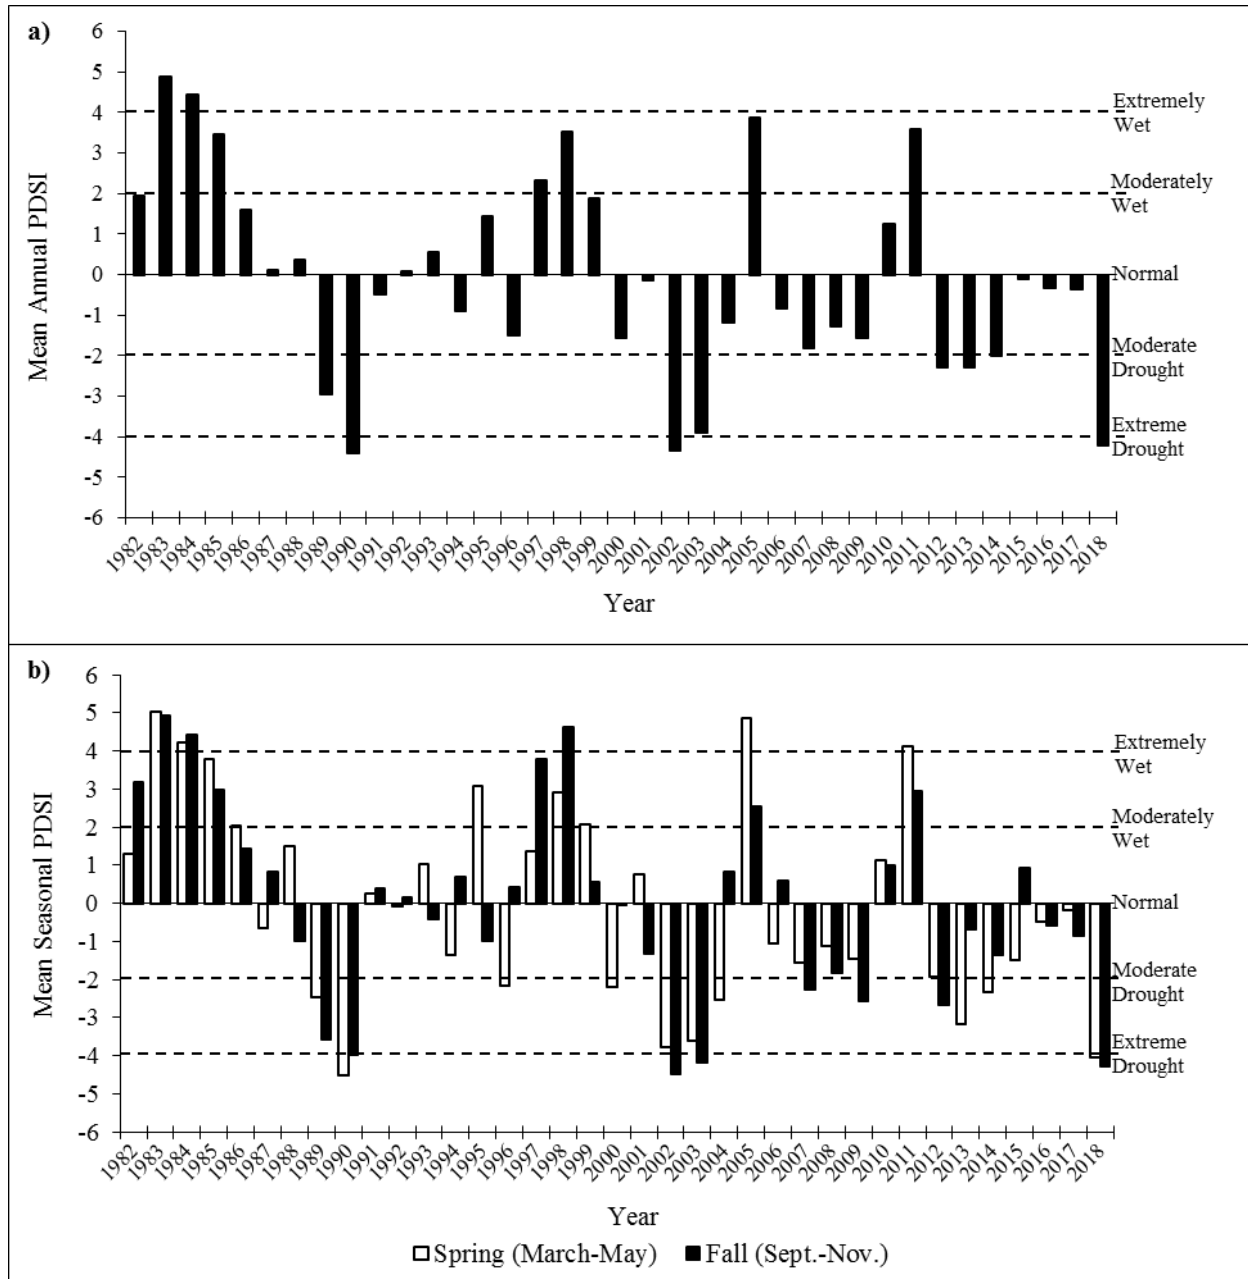 a)
6
5
4
3
2
1
0
-1
-2
-3
-4
-5
-6
Mean Annual PDSI
Extremely
Wet
Moderately
Wet
Normal
Moderate
Drought
Extreme
Drought
1982 1983 1984 1985 1986 1987 1988 1989 1990 1991 1992 1993 1994 1995 1996 1997 1998 1999 2000 2001 2002 2003 2004 2005 2006 2007 2008 2009 2010 2011 2012 2013 2014 2015 2016 2017 2018
Year
b)
6
5
4
3
2
1
0
-1
-2
-3
-4
-5
-6
Mean Seasonal PDSI
Extremely
Wet
Moderately
Wet
Normal
Moderate
Drought
Extreme
Drought
1982 1983 1984 1985 1986 1987 1988 1989 1990 1991 1992 1993 1994 1995 1996 1997 1998 1999 2000 2001 2002 2003 2004 2005 2006 2007 2008 2009 2010 2011 2012 2013 2014 2015 2016 2017 2018
Year
Spring (March-May) Fall (Sept.-Nov.)